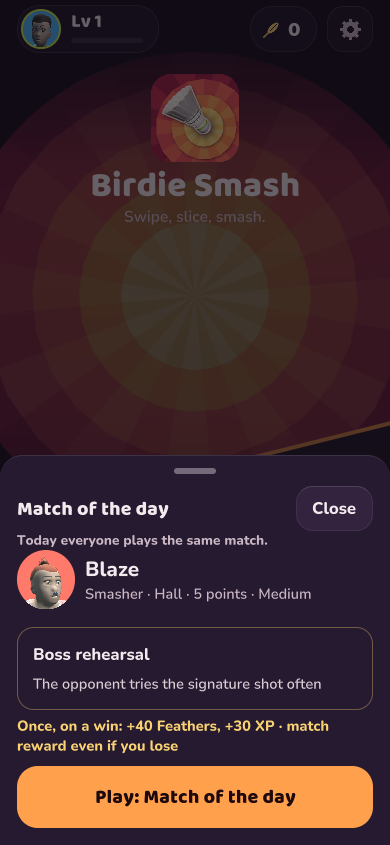 Lv 1
0
Birdie Smash
Swipe, slice, smash.
Match of the day
Close
Today everyone plays the same match.
Blaze
Smasher · Hall · 5 points · Medium
Boss rehearsal
The opponent tries the signature shot often
Once, on a win: +40 Feathers, +30 XP · match
reward even if you lose
Play: Match of the day